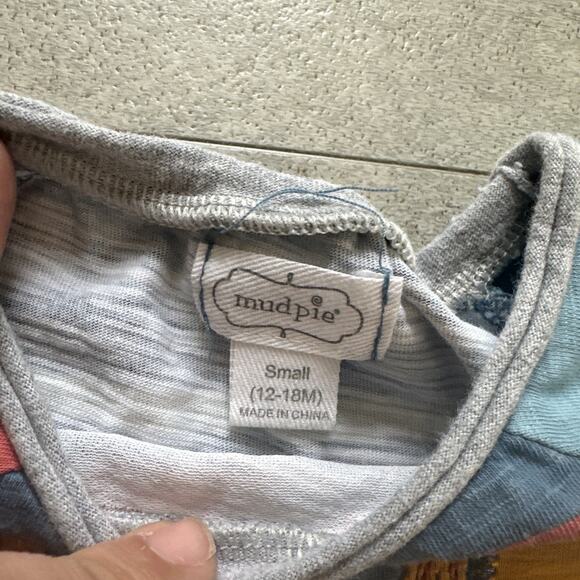 mudpie®
Small
(12-18M)
MADE IN CHINA